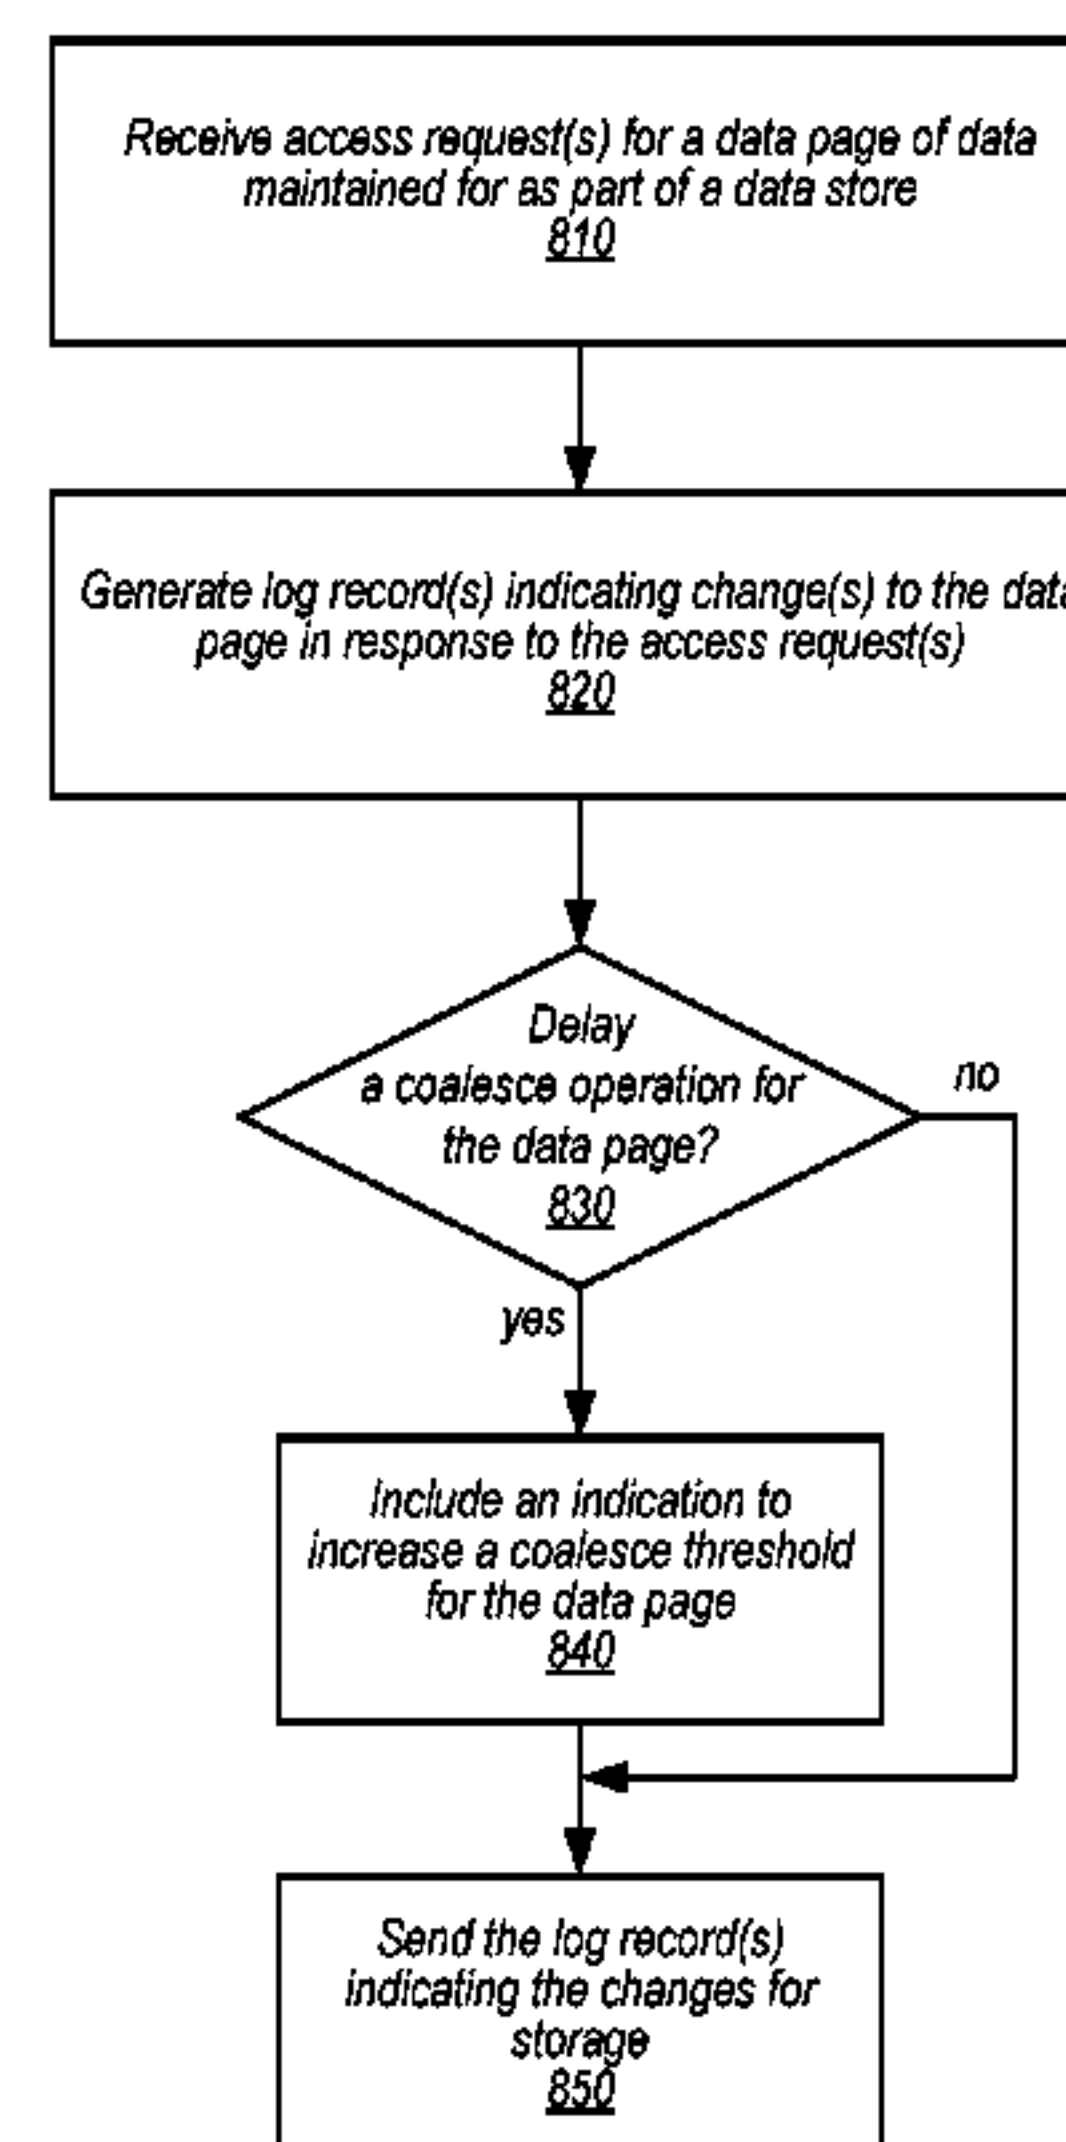 Receive access request(s) for a data page of data
maintained for as part of a data store
810
Generate log record(s) indicating change(s) to the data
page in response to the access request(s)
820
Delay
a coalesce operation for
the data page?
830
no
yes
Include an indication to
increase a coalesce threshold
for the data page
840
Send the log record(s)
indicating the changes for
storage
850